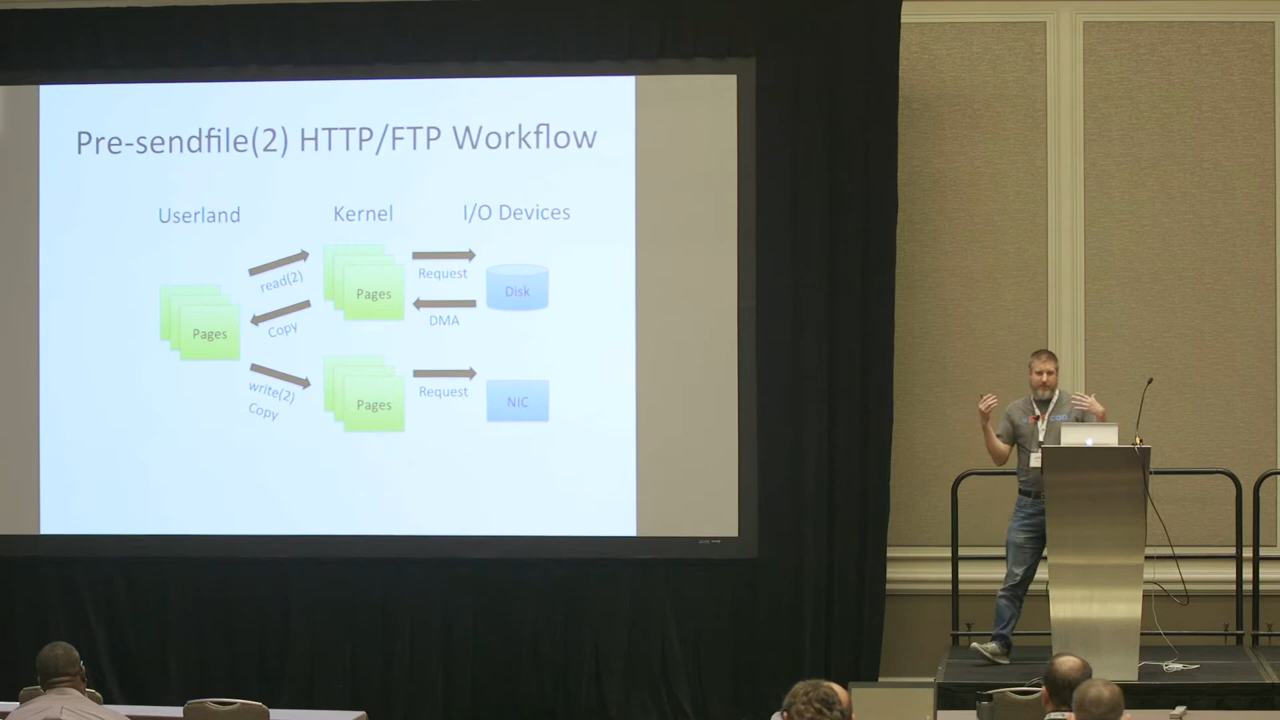 Pre-sendfile(2) HTTP/FTP Workflow
Userland Kernel I/O Devices
read(2)
Request
Pages
Disk
Copy
DMA
Pages
write(2)
Copy
Request
Pages
NIC